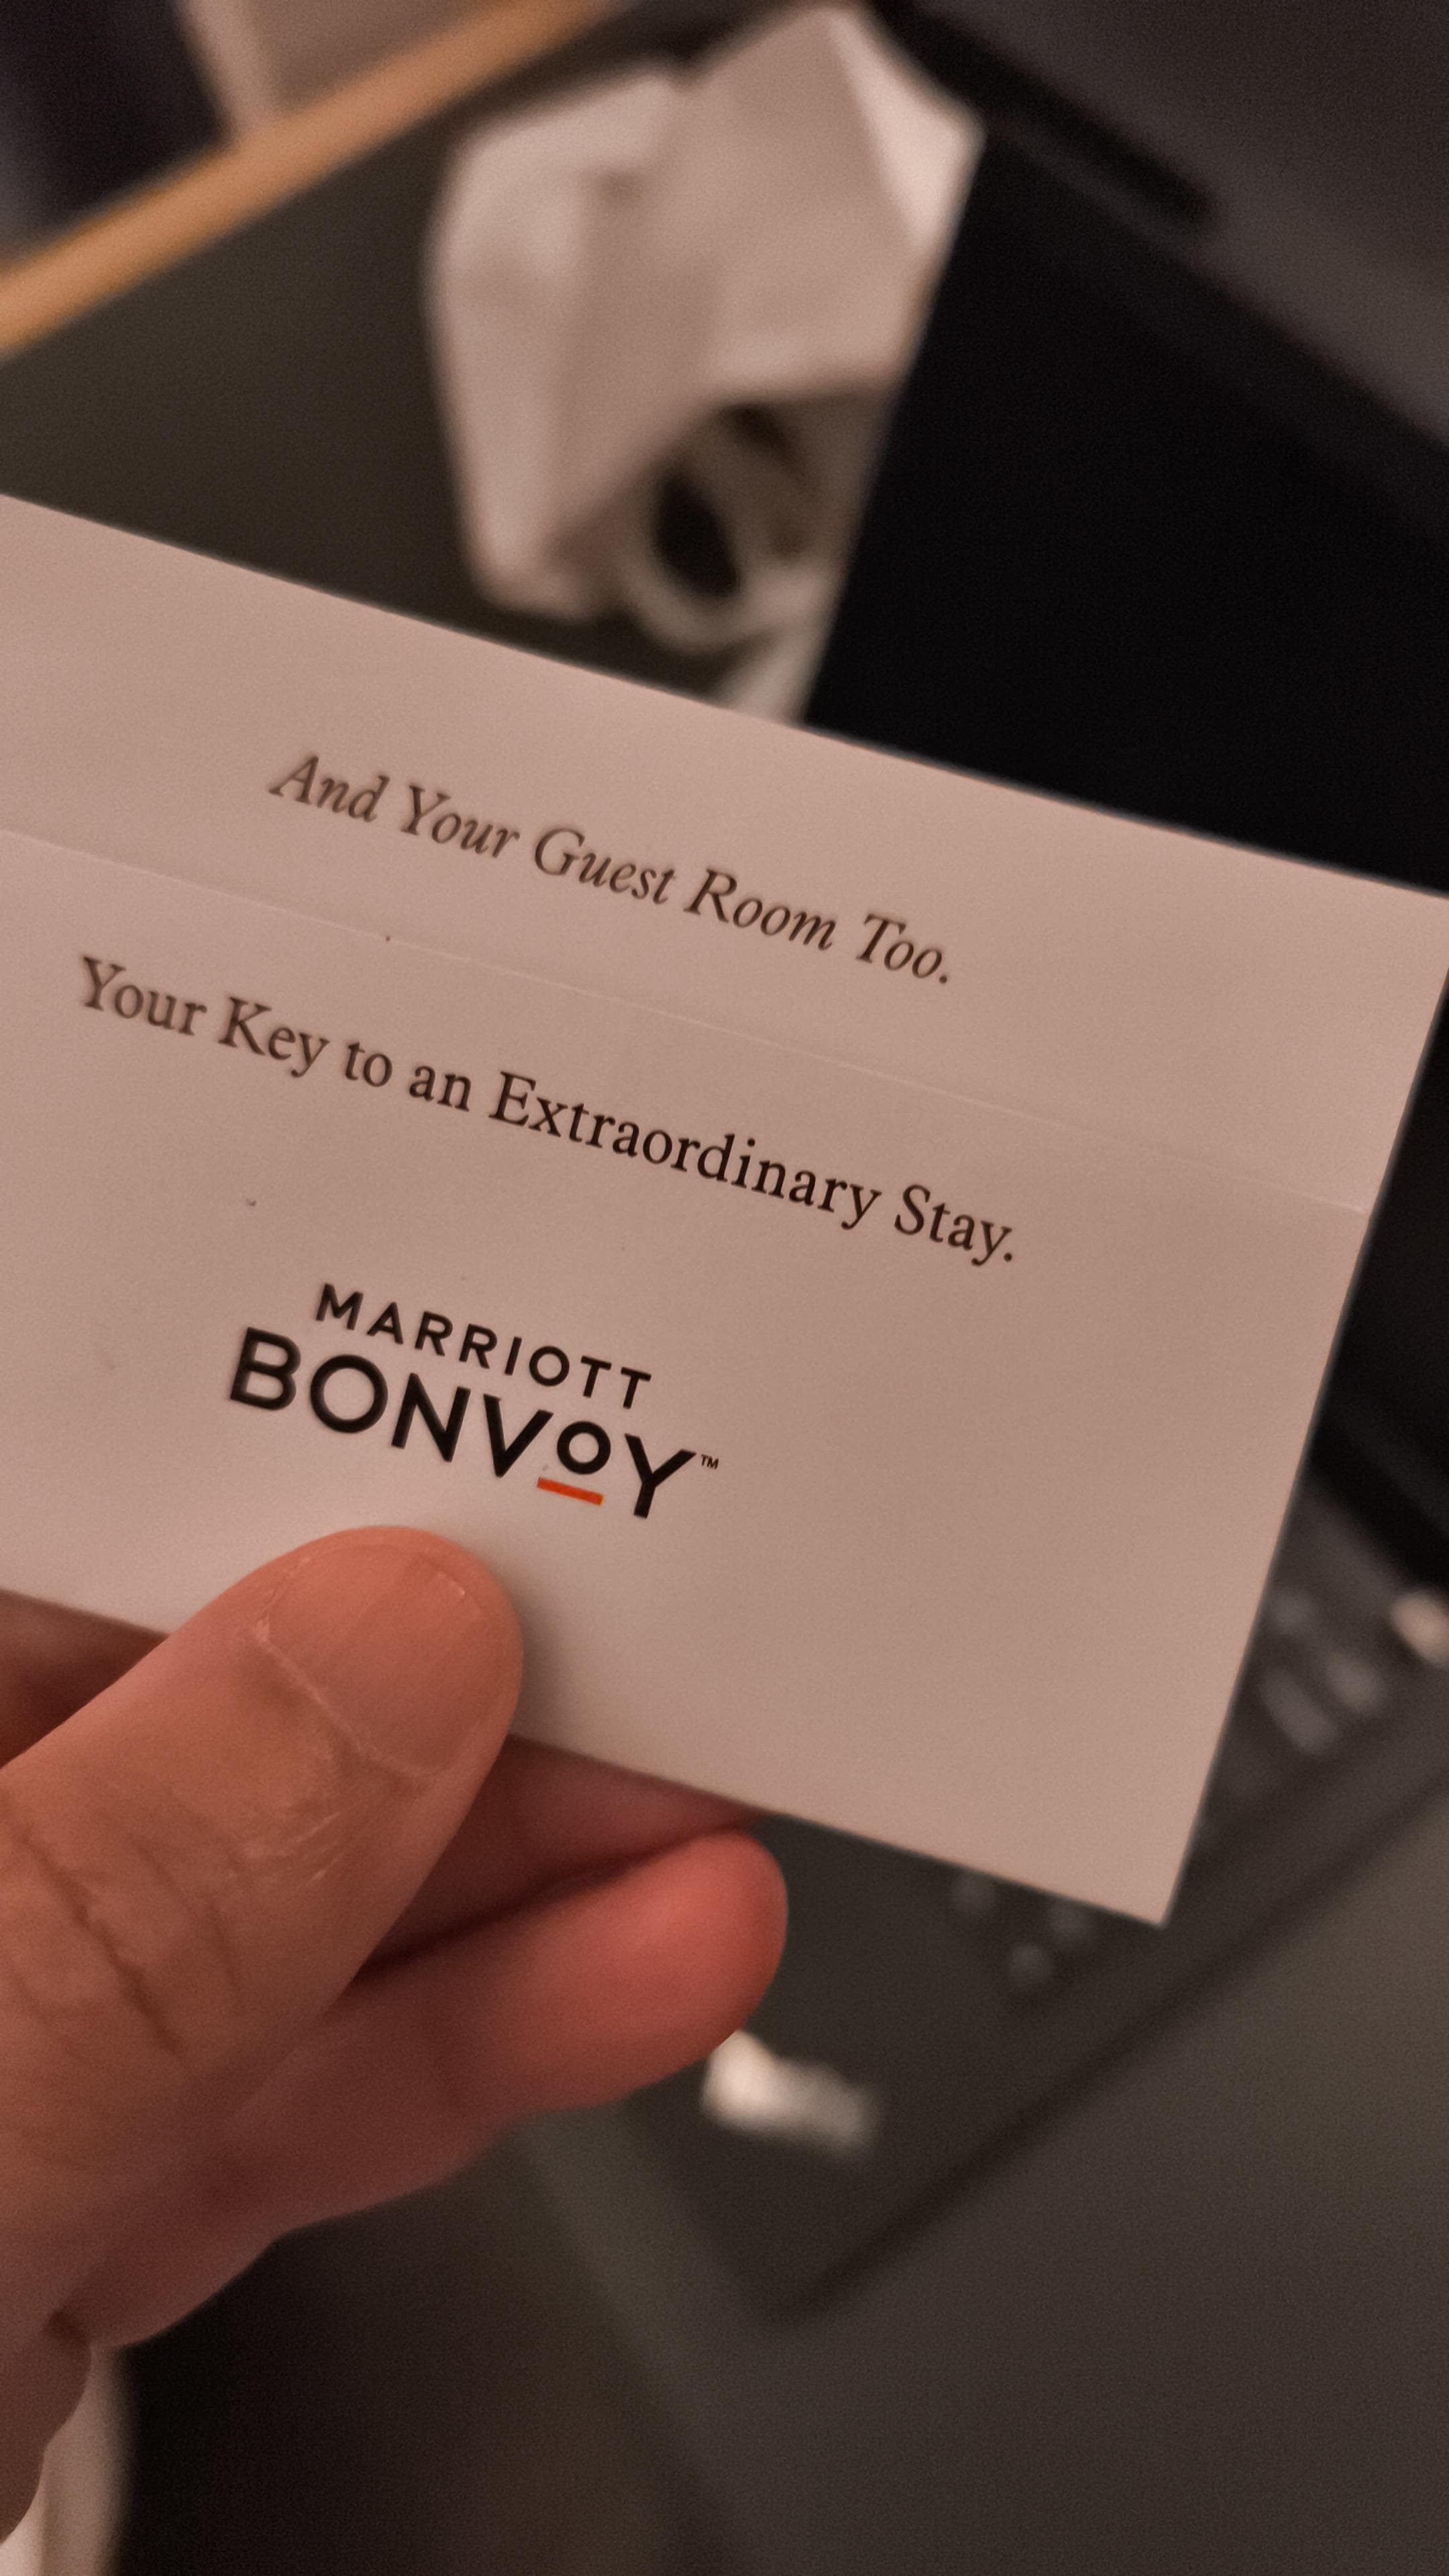 And Your Guest Room Too.
Your Key to an Extraordinary Stay.
MARRIOTT
BONVOY™